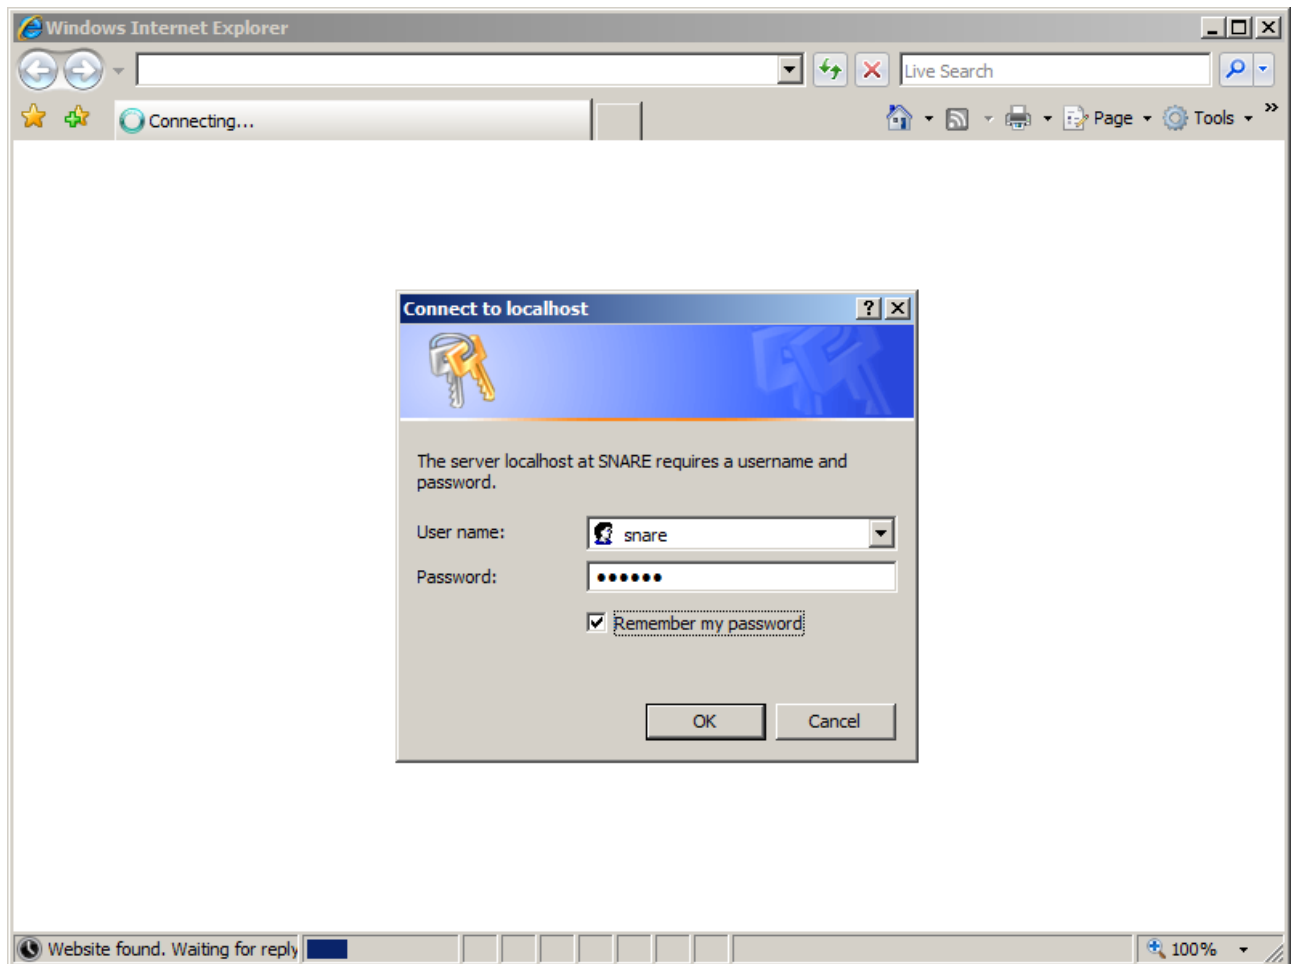 Windows Internet Explorer
Live Search
Connecting...
Page
Tools
»
Connect to localhost
?
The server localhost at SNARE requires a username and
password.
User name:
snare
Password:
••••••
Remember my password
OK
Cancel
Website found. Waiting for reply
100%